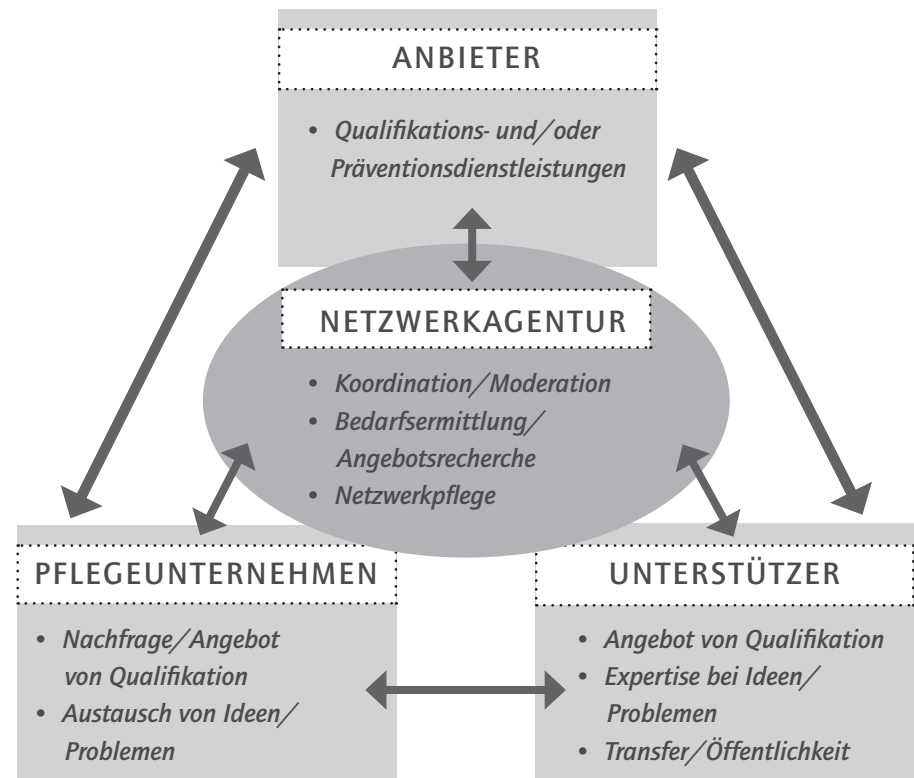 ANBIETER
• Qualifikations- und/oder
Präventionsdienstleistungen
NETZWERKAGENTUR
• Koordination/Moderation
• Bedarfsermittlung/
Angebotsrecherche
• Netzwerkpflege
PFLEGEUNTERNEHMEN
• Nachfrage/Angebot
von Qualifikation
• Austausch von Ideen/
Problemen
UNTERSTÜTZER
• Angebot von Qualifikation
• Expertise bei Ideen/
Problemen
• Transfer/Öffentlichkeit